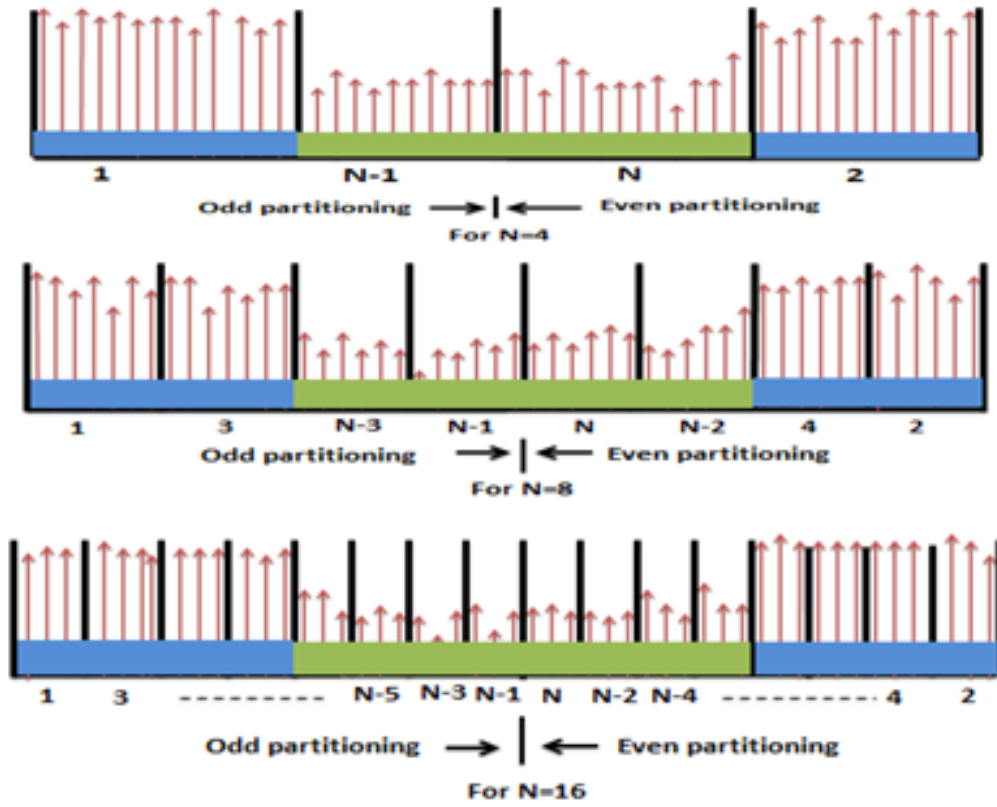 1 N-1 N 2
Odd partitioning Even partitioning
For N=4
1 3 N-3 N-1 N N-2 4 2
Odd partitioning Even partitioning
For N=8
1 3 N-5 N-3 N-1 N N-2 N-4 4 2
Odd partitioning Even partitioning
For N=16